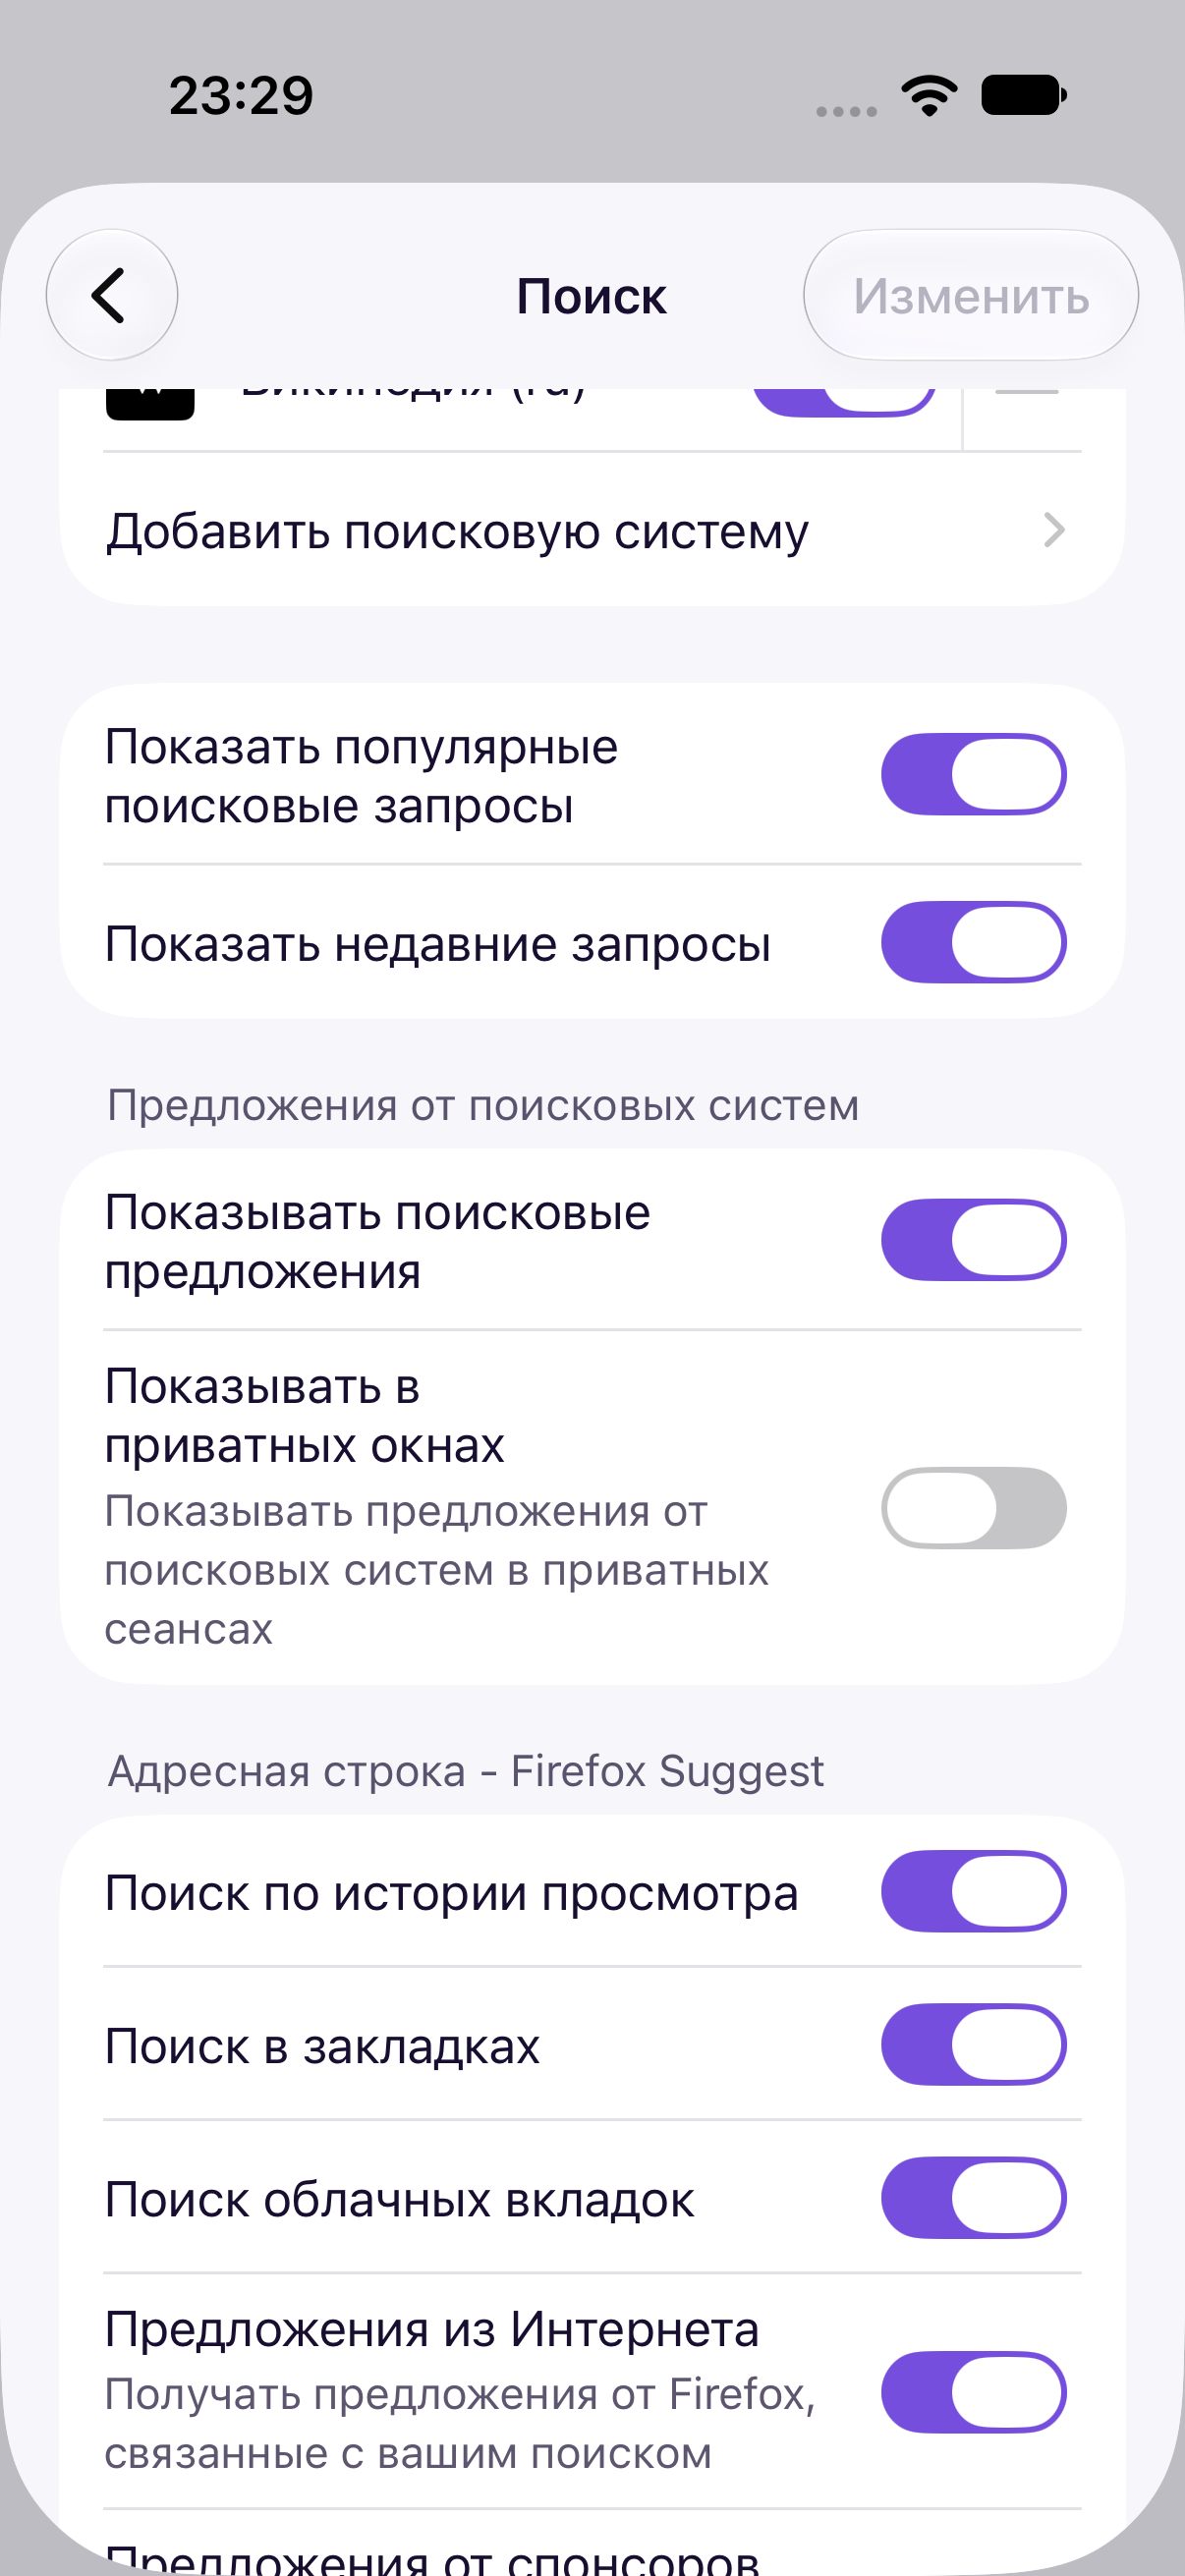 23:29
Поиск
Изменить
Википедия (ru)
Добавить поисковую систему
Показать популярные
поисковые запросы
Показать недавние запросы
Предложения от поисковых систем
Показывать поисковые
предложения
Показывать в
приватных окнах
Показывать предложения от
поисковых систем в приватных
сеансах
Адресная строка - Firefox Suggest
Поиск по истории просмотра
Поиск в закладках
Поиск облачных вкладок
Предложения из Интернета
Получать предложения от Firefox,
связанные с вашим поиском
Предложения от спонсоров